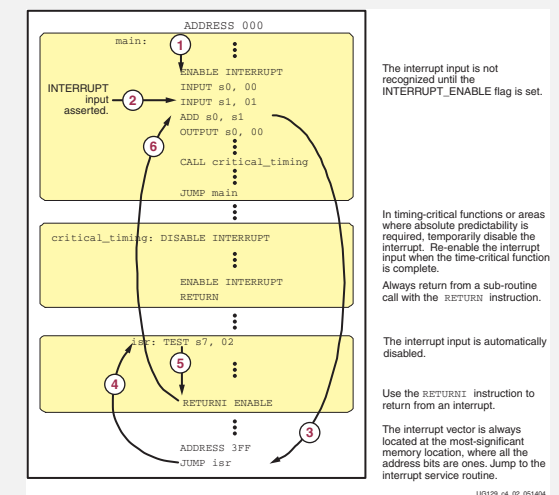 ADDRESS 000
main:
1
ENABLE INTERRUPT
INTERRUPT
input
asserted.
2
INPUT s0, 00
INPUT s1, 01
ADD s0, s1
OUTPUT s0, 00
6
CALL critical_timing
JUMP main
The interrupt input is not
recognized until the
INTERRUPT_ENABLE flag is set.
critical_timing: DISABLE INTERRUPT
ENABLE INTERRUPT
RETURN
In timing-critical functions or areas
where absolute predictability is
required, temporarily disable the
interrupt. Re-enable the interrupt
input when the time-critical function
is complete.
Always return from a sub-routine
call with the RETURN instruction.
isr: TEST s7, 02
5
4
RETURNI ENABLE
3
The interrupt input is automatically
disabled.
Use the RETURNI instruction to
return from an interrupt.
ADDRESS 3FF
JUMP isr
The interrupt vector is always
located at the most-significant
memory location, where all the
address bits are ones. Jump to the
interrupt service routine.
UG129_c4_02_051404